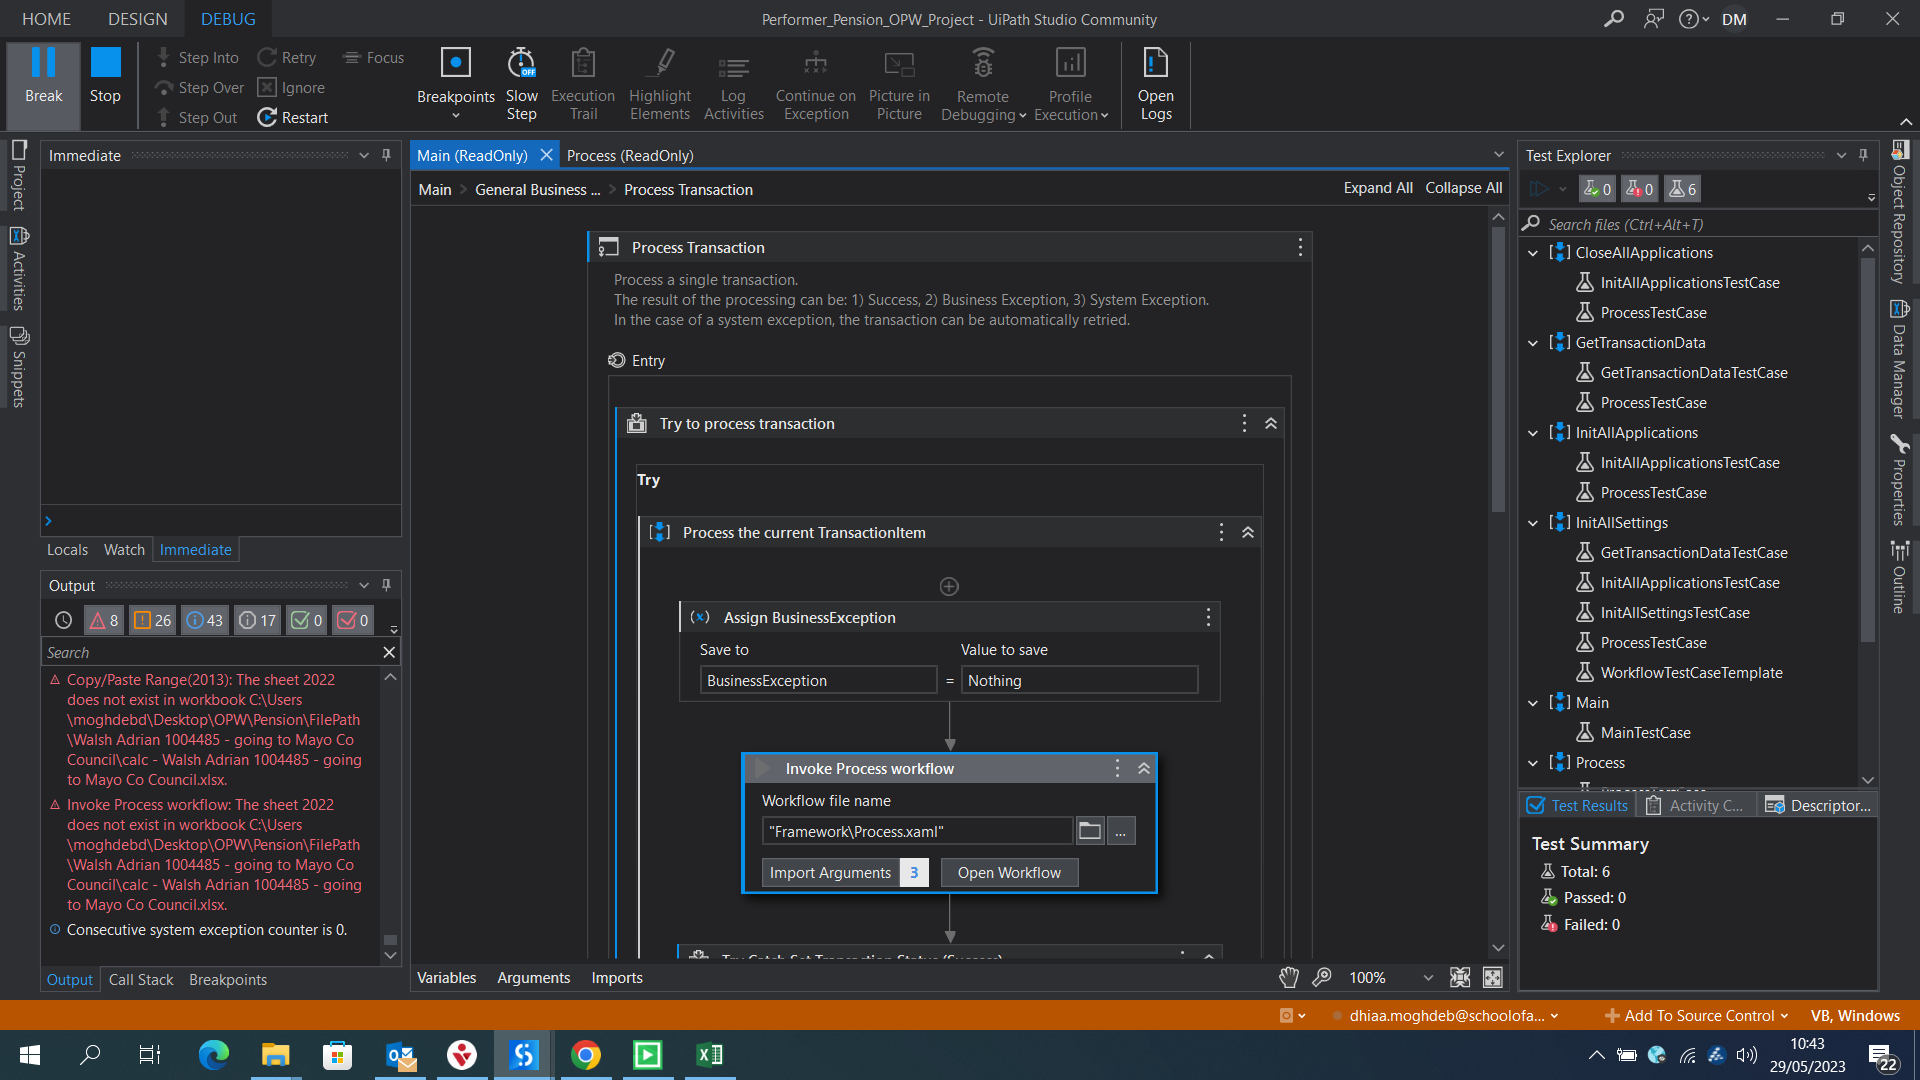 HOME DESIGN DEBUG Performer_Pension_OPW_Project - UiPath Studio Community DM
Break Stop
Step Into
Step Over
Step Out
Retry
Ignore
Restart
Focus
Breakpoints
Slow Step
OFF
Execution Trail
Highlight Elements
Log Activities
Continue on Exception
Picture in Picture
Remote Debugging
Profile Execution
Open Logs
Project
Activities
Snippets
Immediate
Locals Watch Immediate
Output
8 26 43 17 0 0
Search
Copy/Paste Range(2013): The sheet 2022
does not exist in workbook C:\Users
\moghdebd\Desktop\OPW\Pension\FilePath
\Walsh Adrian 1004485 - going to Mayo Co
Council\calc - Walsh Adrian 1004485 - going
to Mayo Co Council.xlsx.
Invoke Process workflow: The sheet 2022
does not exist in workbook C:\Users
\moghdebd\Desktop\OPW\Pension\FilePath
\Walsh Adrian 1004485 - going to Mayo Co
Council\calc - Walsh Adrian 1004485 - going
to Mayo Co Council.xlsx.
Consecutive system exception counter is 0.
Output Call Stack Breakpoints
Main (ReadOnly) Process (ReadOnly)
Main > General Business ... > Process Transaction
Expand All Collapse All
Process Transaction
Process a single transaction.
The result of the processing can be: 1) Success, 2) Business Exception, 3) System Exception.
In the case of a system exception, the transaction can be automatically retried.
Entry
Try to process transaction
Try
Process the current TransactionItem
Assign BusinessException
Save to Value to save
BusinessException = Nothing
Invoke Process workflow
Workflow file name
"Framework\Process.xaml" ...
Import Arguments 3 Open Workflow
Try Catch Set Transaction Status (Success)
Variables Arguments Imports 100%
Test Explorer
0 0 6
Search files (Ctrl+Alt+T)
CloseAllApplications
InitAllApplicationsTestCase
ProcessTestCase
GetTransactionData
GetTransactionDataTestCase
ProcessTestCase
InitAllApplications
InitAllApplicationsTestCase
ProcessTestCase
InitAllSettings
GetTransactionDataTestCase
InitAllApplicationsTestCase
InitAllSettingsTestCase
ProcessTestCase
WorkflowTestCaseTemplate
Main
MainTestCase
Process
ProcessTestCase
Test Results Activity C... Descriptor...
Test Summary
Total: 6
Passed: 0
Failed: 0
Object Repository
Data Manager
Properties
Outline
dhiaa.moghdeb@schoolofa... Add To Source Control VB, Windows
10:43
29/05/2023
22